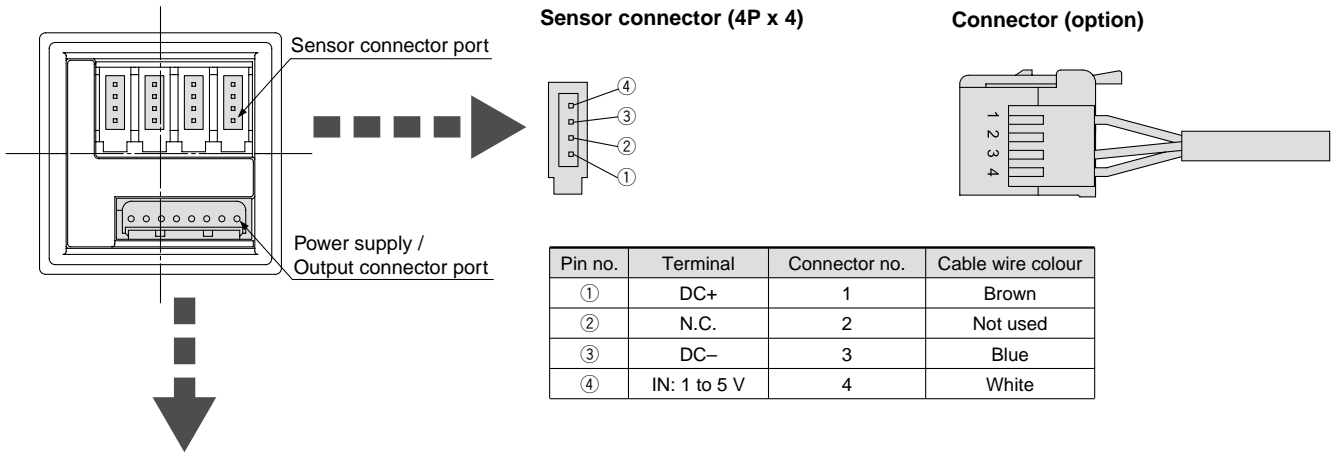 Sensor connector (4P x 4)
Connector (option)
Sensor connector port
④
③
②
①
1
2
3
4
Power supply /
Output connector port
Pin no. Terminal Connector no. Cable wire colour
① DC+ 1 Brown
② N.C. 2 Not used
③ DC– 3 Blue
④ IN: 1 to 5 V 4 White